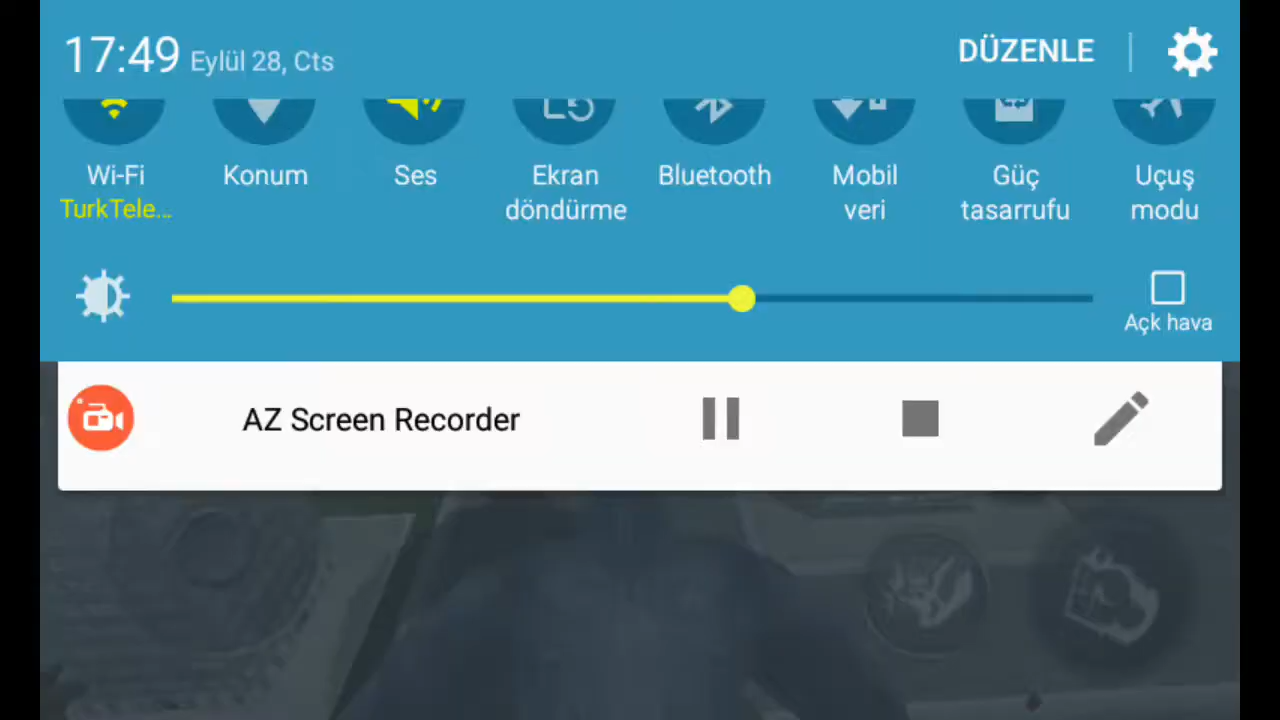 17:49 Eylül 28, Cts DÜZENLE
Wi-Fi Konum Ses Ekran döndürme Bluetooth Mobil veri Güç tasarrufu Uçuş modu
TurkTele...
Açk hava
AZ Screen Recorder